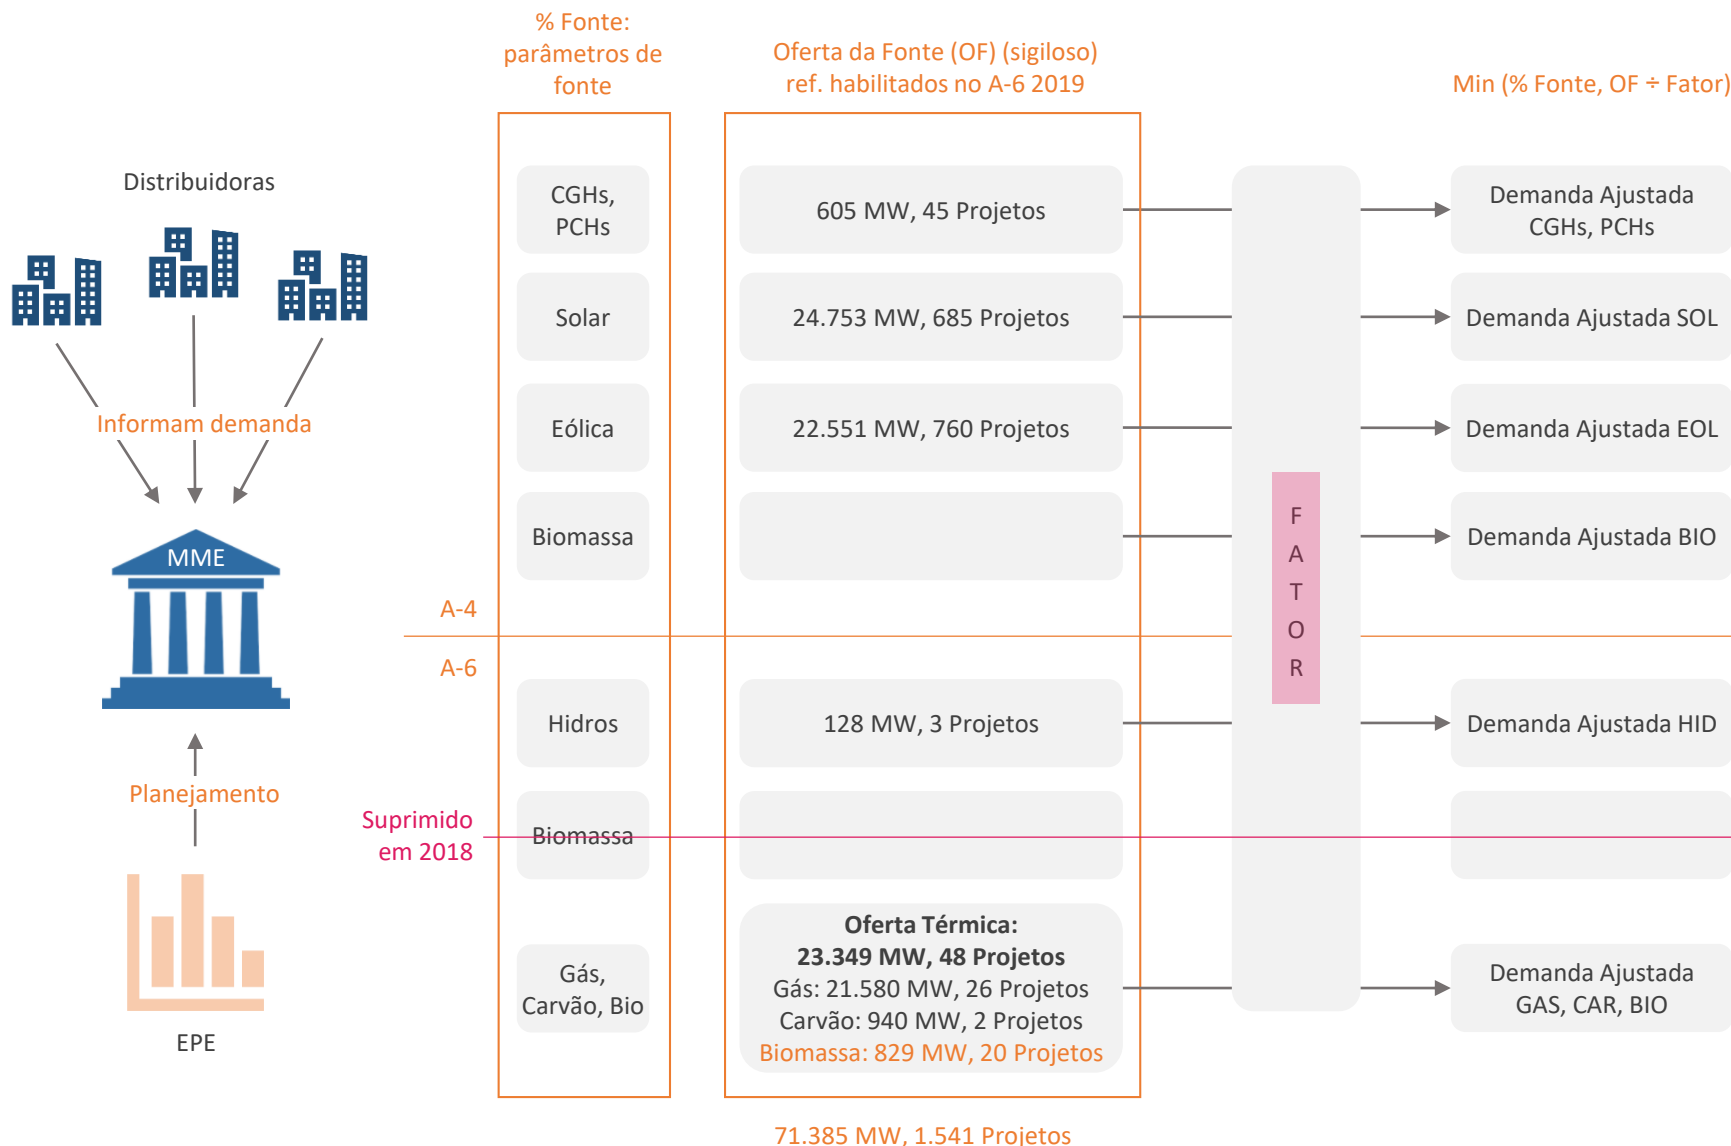 % Fonte:
parâmetros de
fonte
Oferta da Fonte (OF) (sigiloso)
ref. habilitados no A-6 2019
Min (% Fonte, OF ÷ Fator)
Distribuidoras
Informam demanda
MME
Planejamento
EPE
CGHs,
PCHs
605 MW, 45 Projetos
Demanda Ajustada
CGHs, PCHs
Solar
24.753 MW, 685 Projetos
Demanda Ajustada SOL
Eólica
22.551 MW, 760 Projetos
Demanda Ajustada EOL
Biomassa
Demanda Ajustada BIO
F
A
T
O
R
A-4
A-6
Hidros
128 MW, 3 Projetos
Demanda Ajustada HID
Suprimido
em 2018
Biomassa
Gás,
Carvão, Bio
Oferta Térmica:
23.349 MW, 48 Projetos
Gás: 21.580 MW, 26 Projetos
Carvão: 940 MW, 2 Projetos
Biomassa: 829 MW, 20 Projetos
Demanda Ajustada
GAS, CAR, BIO
71.385 MW, 1.541 Projetos